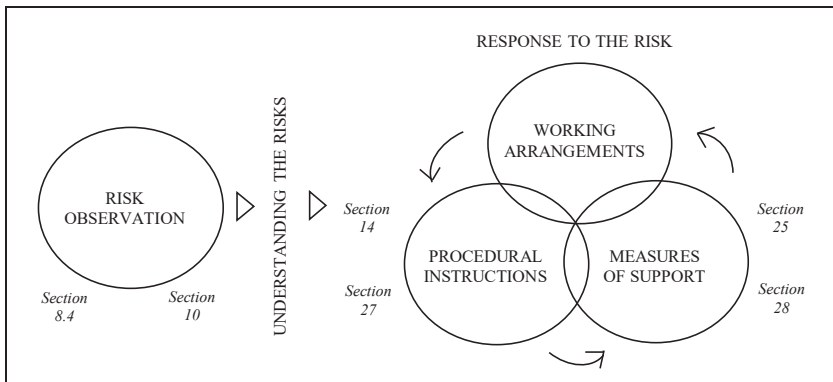 RESPONSE TO THE RISK
RISK
OBSERVATION
Section
8.4
Section
10
UNDERSTANDING THE RISKS
WORKING
ARRANGEMENTS
Section
14
Section
27
PROCEDURAL
INSTRUCTIONS
MEASURES
OF SUPPORT
Section
25
Section
28